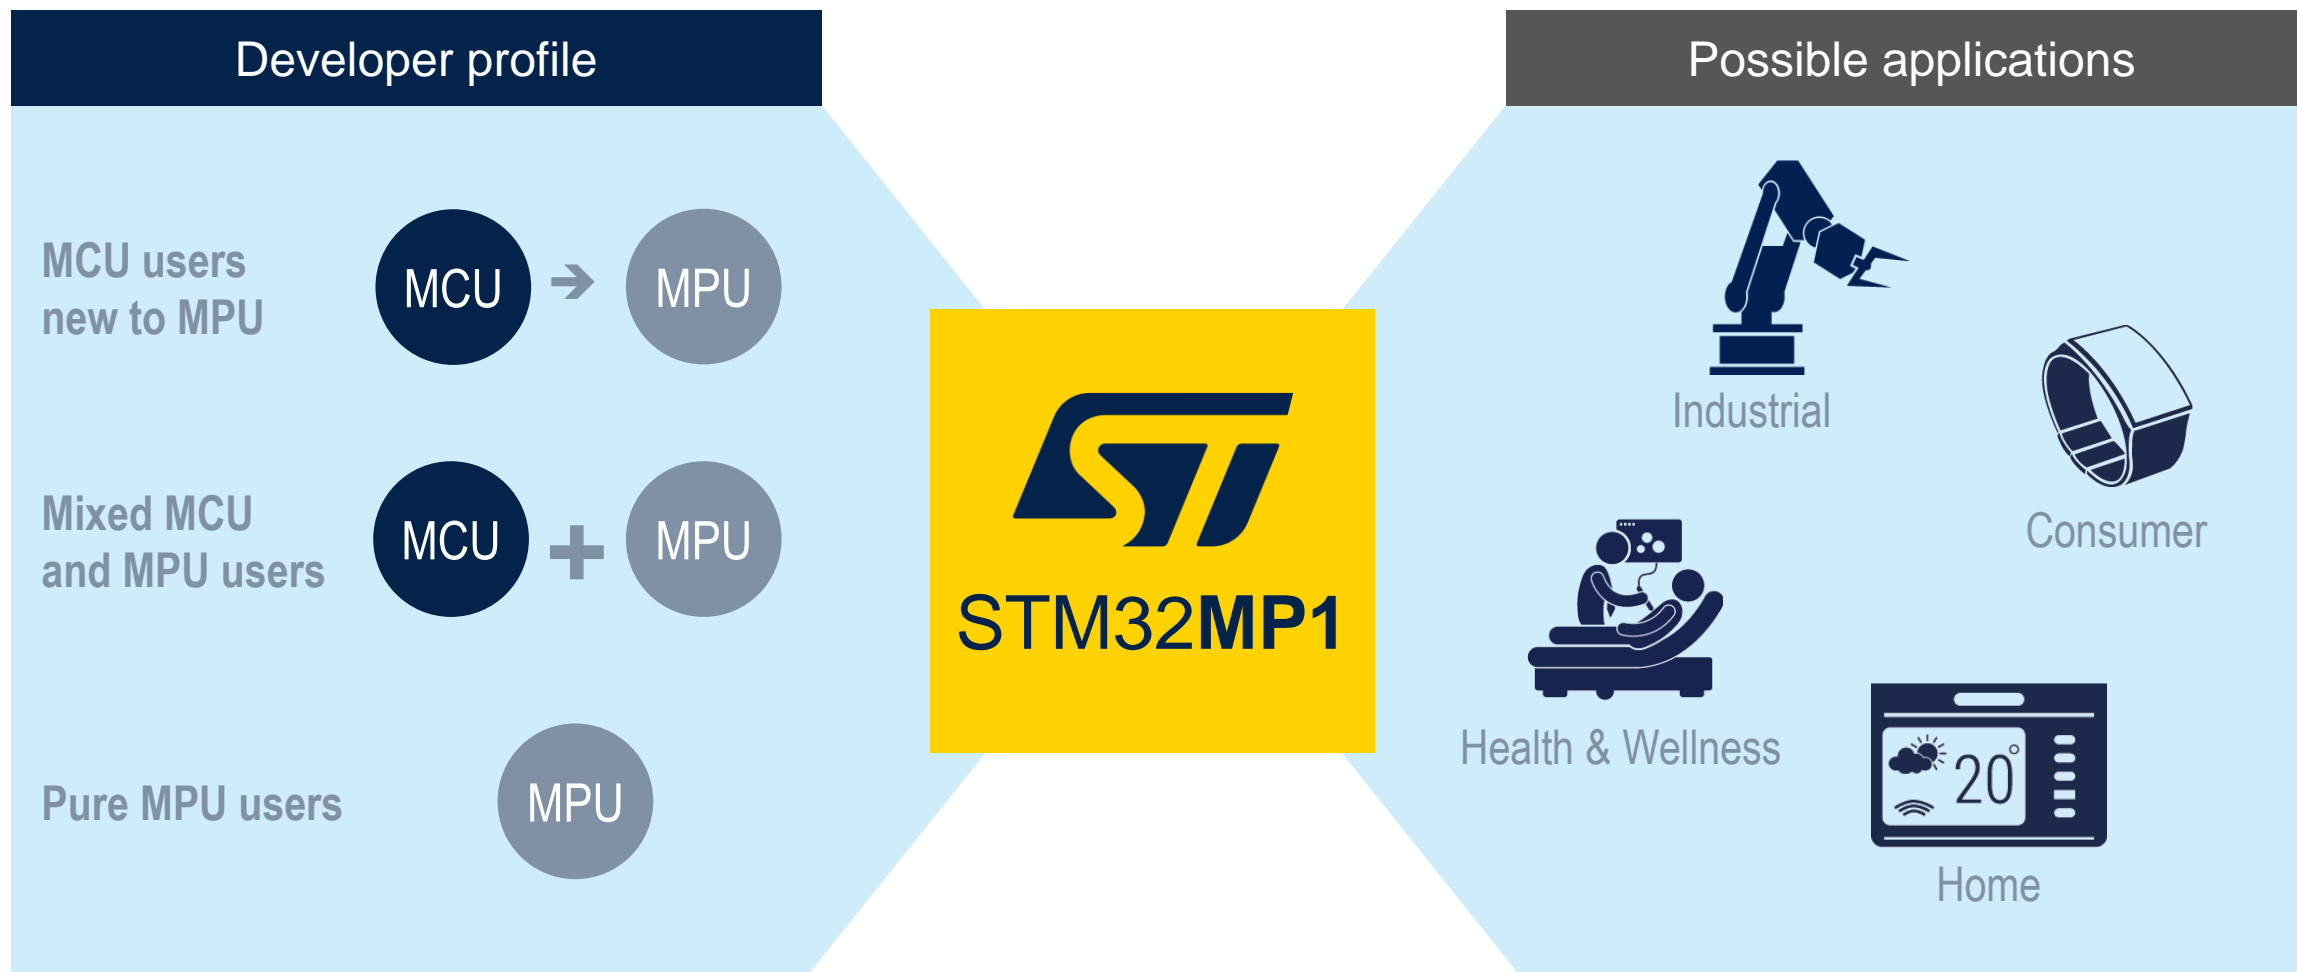 Developer profile
MCU users
new to MPU
MCU
MPU
Mixed MCU
and MPU users
MCU
MPU
Pure MPU users
MPU
ST
STM32MP1
Possible applications
Industrial
Consumer
Health & Wellness
20°
Home